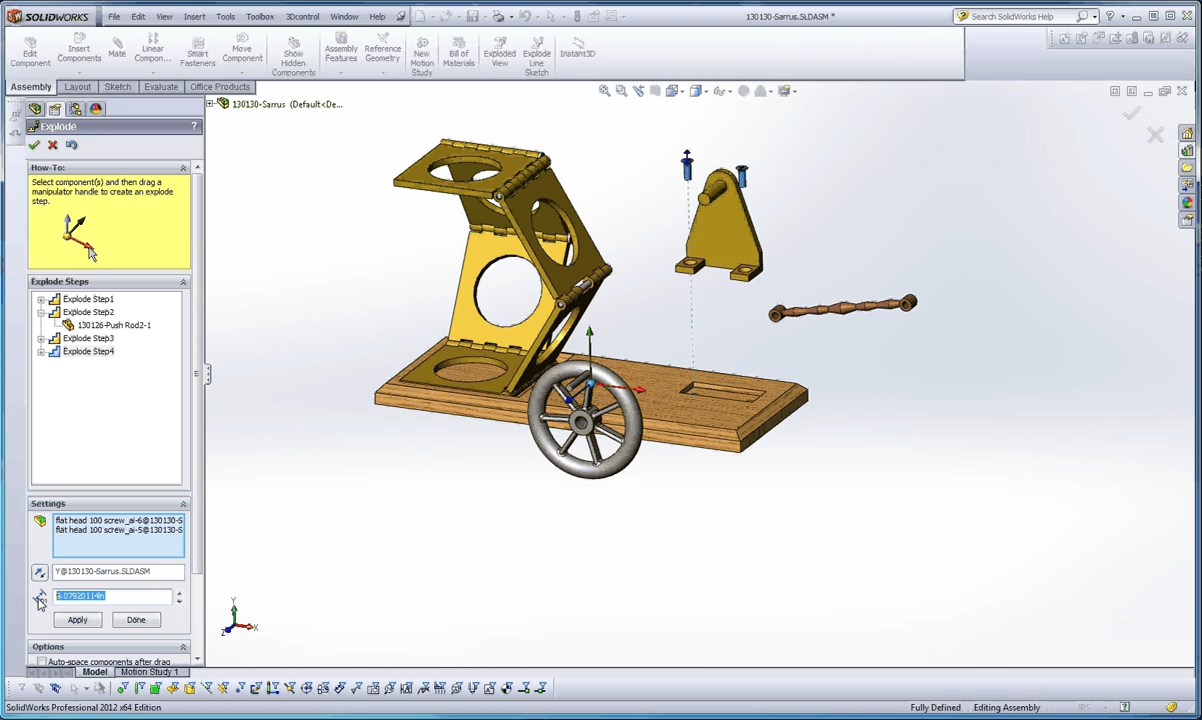 SOLIDWORKS File Edit View Insert Tools Toolbox 3Dcontrol Window Help 130130-Sarrus.SLDASM * Search SolidWorks Help
Edit Component
Insert Components
Mate
Linear Compon...
Smart Fasteners
Move Component
Show Hidden Components
Assembly Features
Reference Geometry
New Motion Study
Bill of Materials
Exploded View
Explode Line Sketch
Instant3D
Assembly Layout Sketch Evaluate Office Products
130130-Sarrus (Default<De...
Explode ?
How-To:
Select component(s) and then drag a
manipulator handle to create an explode
step.
Explode Steps
Explode Step1
Explode Step2
130126-Push Rod2-1
Explode Step3
Explode Step4
Settings
flat head 100 screw_ai-6@130130-S
flat head 100 screw_ai-5@130130-S
Y@130130-Sarrus.SLDASM
3.07920114in
Apply Done
Options
Auto-space components after drag
Y
X
Z
Model Motion Study 1
SolidWorks Professional 2012 x64 Edition Fully Defined Editing Assembly